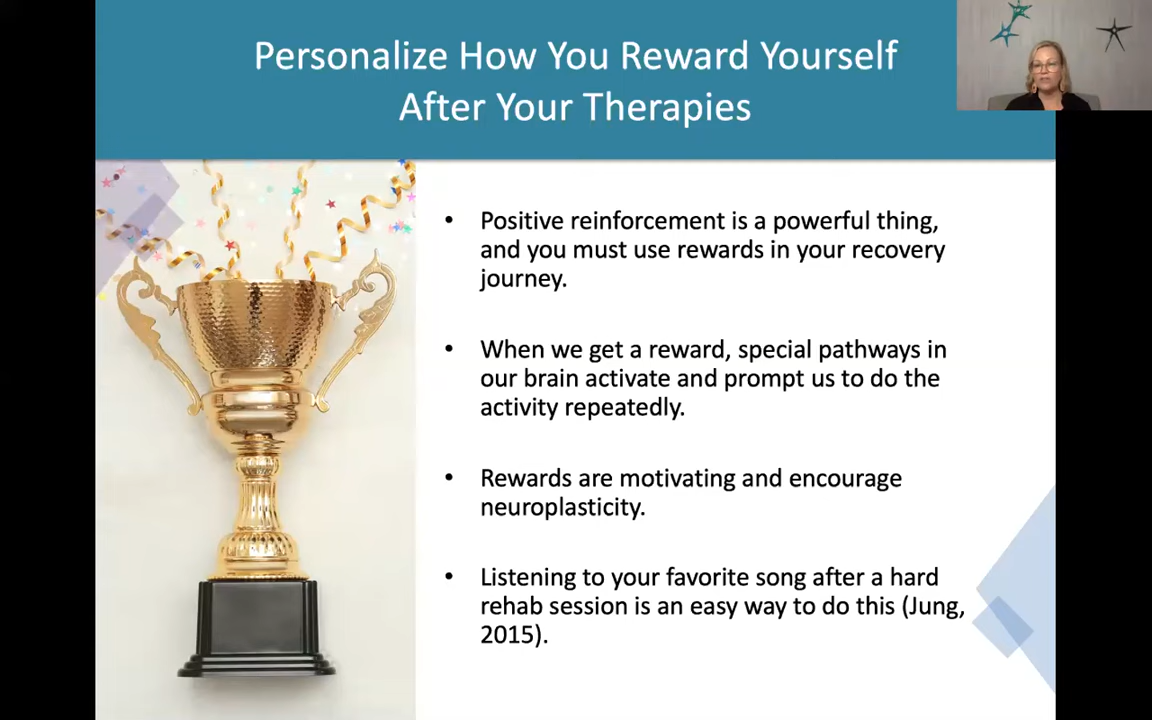 Personalize How You Reward Yourself
After Your Therapies
• Positive reinforcement is a powerful thing,
and you must use rewards in your recovery
journey.
• When we get a reward, special pathways in
our brain activate and prompt us to do the
activity repeatedly.
• Rewards are motivating and encourage
neuroplasticity.
• Listening to your favorite song after a hard
rehab session is an easy way to do this (Jung,
2015).